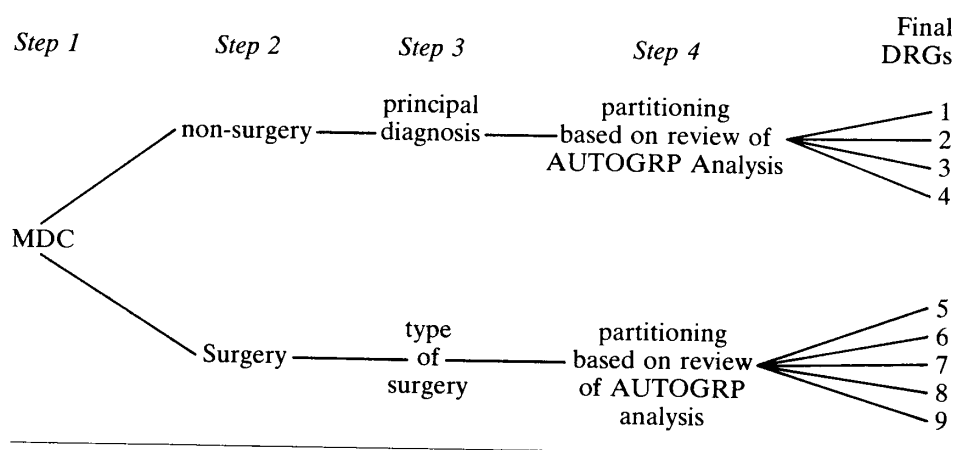 Step 1
Step 2
Step 3
Step 4
Final
DRGs
MDC
non-surgery
principal
diagnosis
partitioning
based on review of
AUTOGRP Analysis
1
2
3
4
Surgery
type
of
surgery
partitioning
based on review
of AUTOGRP
analysis
5
6
7
8
9